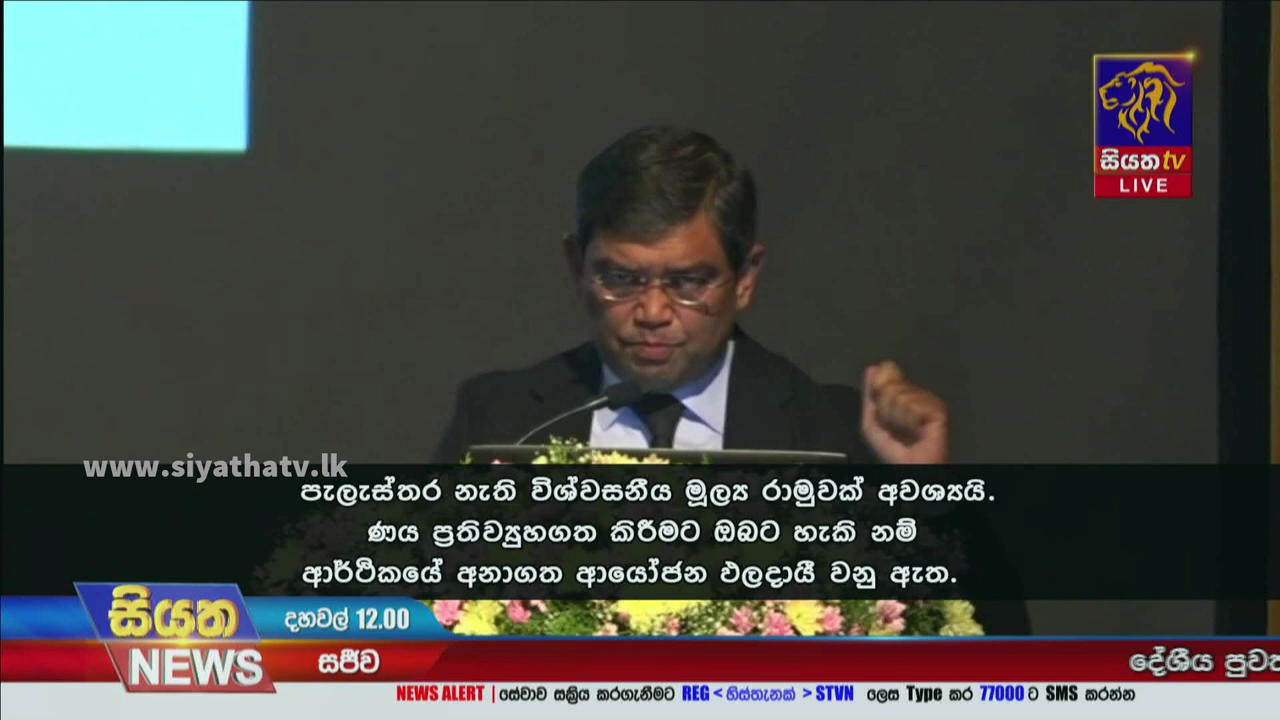 සියත tv
LIVE
www.siyathatv.lk
පැලැස්තර නැති විශ්වසනීය මූල්‍ය රාමුවක් අවශ්‍යයි.
ණය ප්‍රතිව්‍යුහගත කිරීමට ඔබට හැකි නම්
ආර්ථිකයේ අනාගත ආයෝජන ඵලදායී වනු ඇත.
සියත
දහවල් 12.00
NEWS
සජීව
දේශීය
NEWS ALERT | සේවාව සක්‍රිය කරගැනීමට REG < හිස්තැනක් > STVN ලෙස Type කර 77000 ට SMS කරන්න